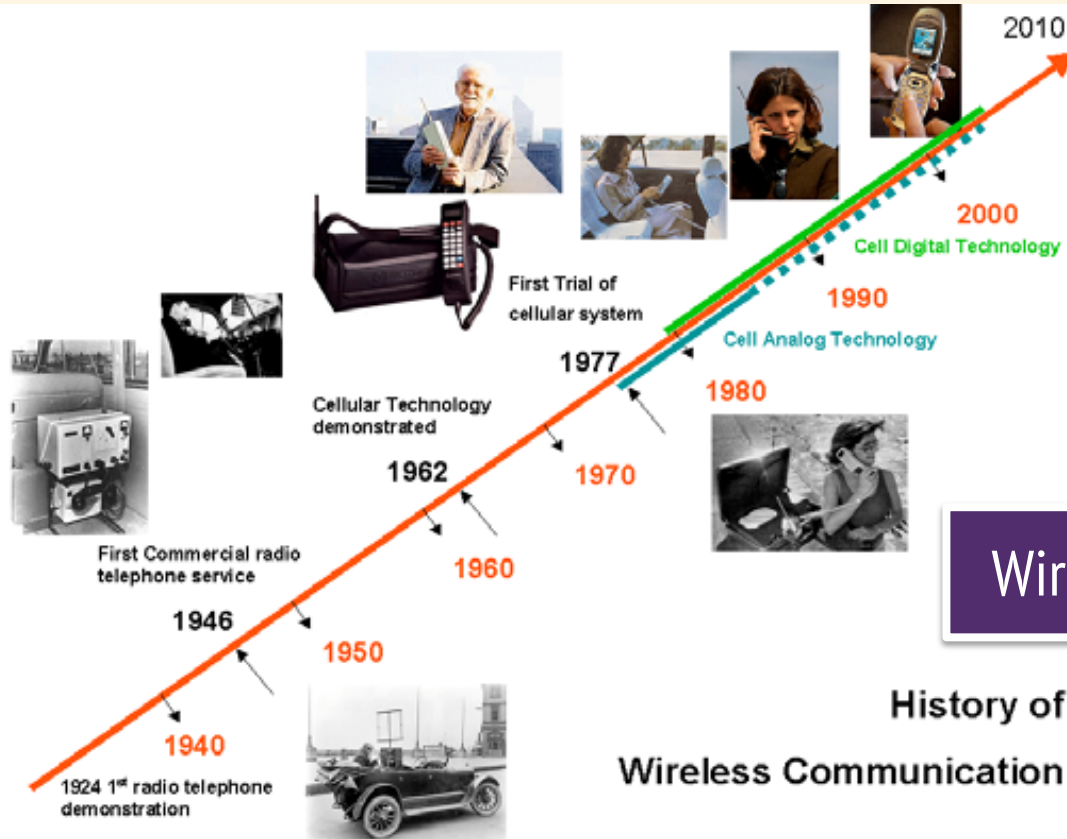 2010
2000
Cell Digital Technology
1990
First Trial of
cellular system
Cell Analog Technology
1977
1980
Cellular Technology
demonstrated
1962
1970
1960
First Commercial radio
telephone service
1946
1950
1940
1924 1st radio telephone
demonstration
Wir
History of
Wireless Communication